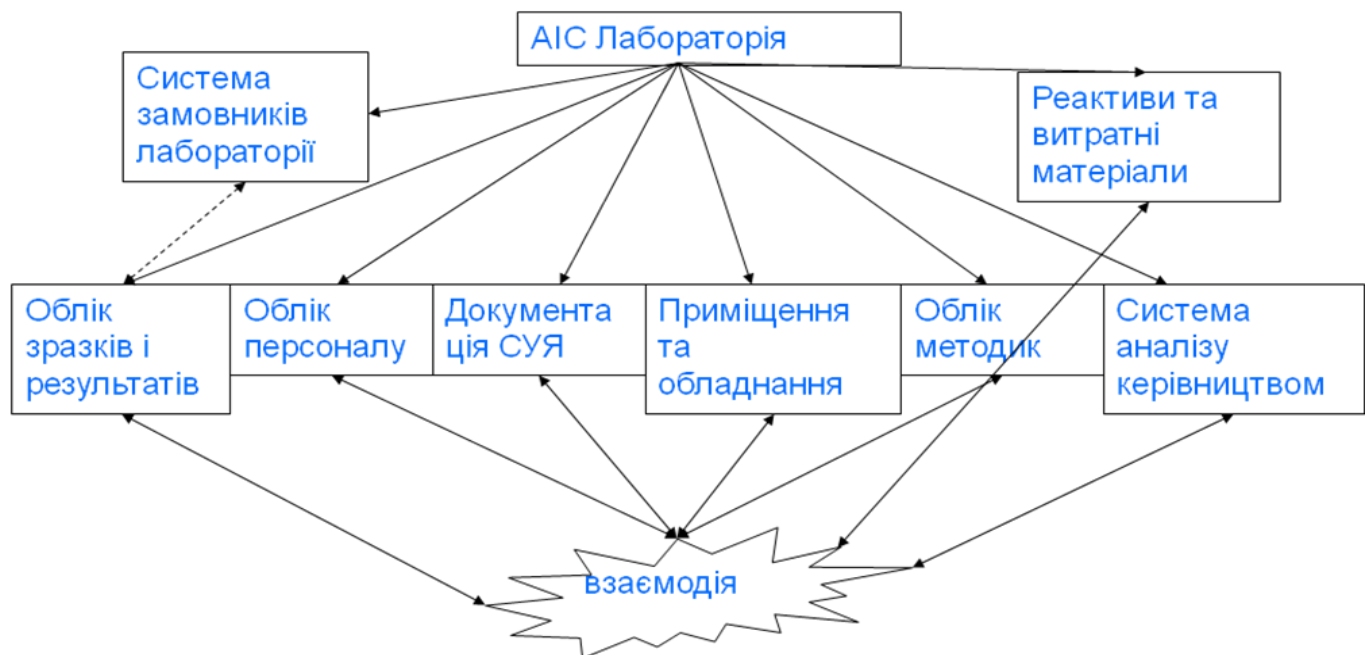 АІС Лабораторія
Система
замовників
лабораторії
Реактиви та
витратні
матеріали
Облік
зразків і
результатів
Облік
персоналу
Документа
ція СУЯ
Приміщення
та
обладнання
Облік
методик
Система
аналізу
керівництвом
взаємодія